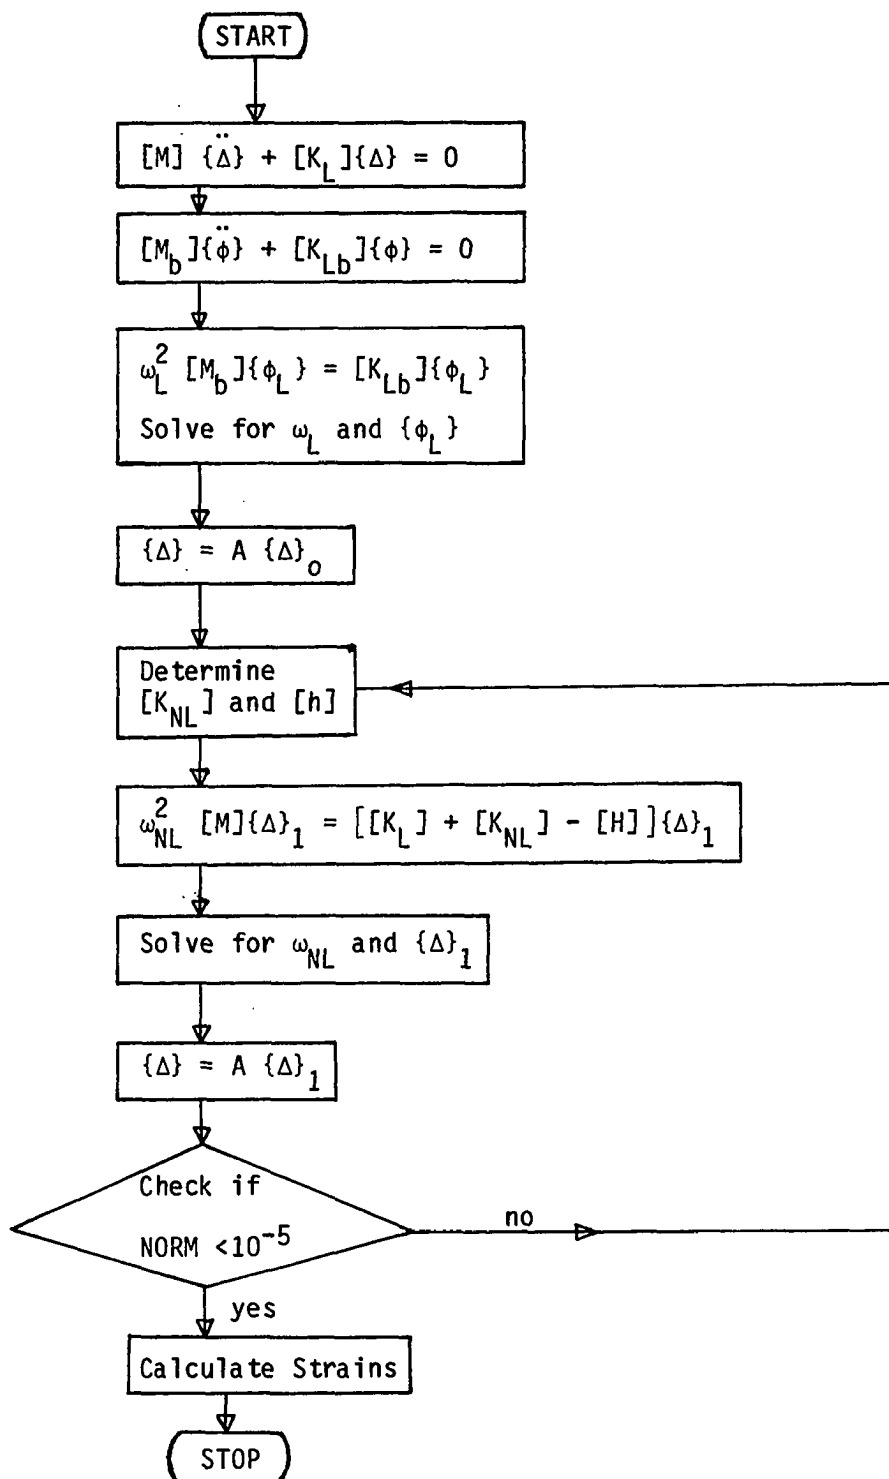 START
[M] {Δ̈} + [K_L]{Δ} = 0
[M_b]{φ̈} + [K_Lb]{φ} = 0
ω_L^2 [M_b]{φ_L} = [K_Lb]{φ_L}
Solve for ω_L and {φ_L}
{Δ} = A {Δ}_o
Determine
[K_NL] and [h]
ω_NL^2 [M]{Δ}_1 = [[K_L] + [K_NL] - [H]]{Δ}_1
Solve for ω_NL and {Δ}_1
{Δ} = A {Δ}_1
Check if
NORM <10^-5
no
yes
Calculate Strains
STOP